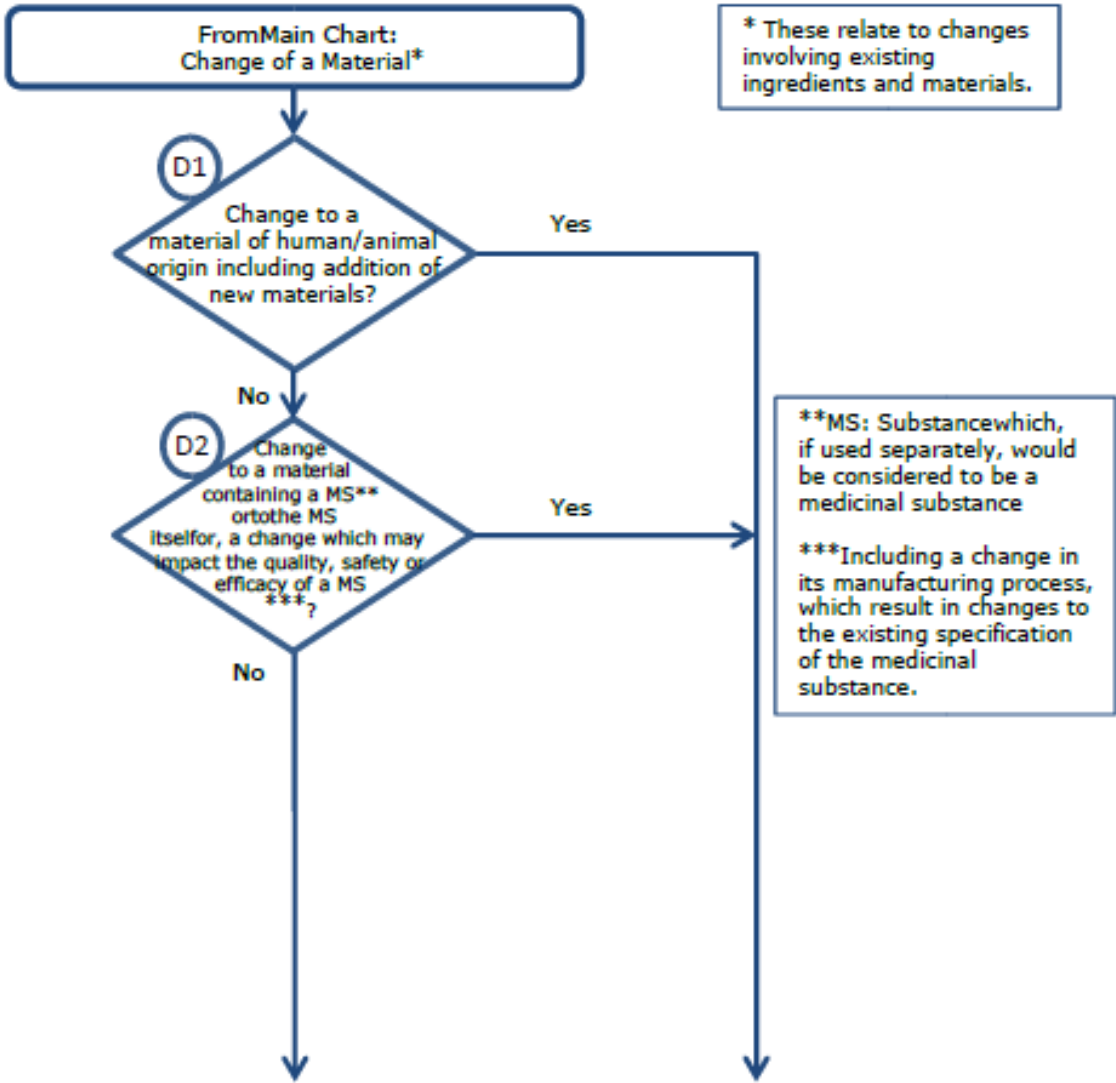 FromMain Chart:
Change of a Material*
* These relate to changes
involving existing
ingredients and materials.
D1
Change to a
material of human/animal
origin including addition of
new materials?
Yes
No
D2
Change
to a material
containing a MS**
ortothe MS
itselfor, a change which may
impact the quality, safety or
efficacy of a MS
***?
Yes
No
**MS: Substancewhich,
if used separately, would
be considered to be a
medicinal substance
***Including a change in
its manufacturing process,
which result in changes to
the existing specification
of the medicinal
substance.